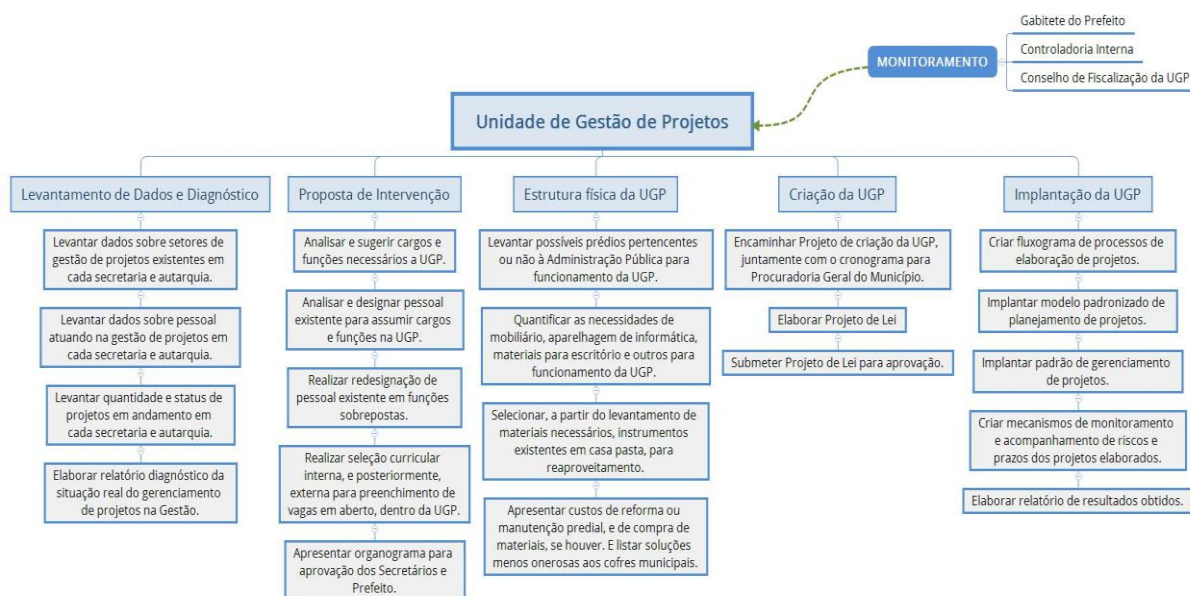 Gabitete do Prefeito
Controladoria Interna
Conselho de Fiscalização da UGP
MONITORAMENTO
Unidade de Gestão de Projetos
Levantamento de Dados e Diagnóstico
Levantar dados sobre setores de
gestão de projetos existentes em
cada secretaria e autarquia.
Levantar dados sobre pessoal
atuando na gestão de projetos em
cada secretaria e autarquia.
Levantar quantidade e status de
projetos em andamento em
cada secretaria e autarquia.
Elaborar relatório diagnóstico da
situação real do gerenciamento
de projetos na Gestão.
Proposta de Intervenção
Analisar e sugerir cargos e
funções necessários a UGP.
Analisar e designar pessoal
existente para assumir cargos
e funções na UGP.
Realizar redesignação de
pessoal existente em funções
sobrepostas.
Realizar seleção curricular
interna, e posteriormente,
externa para preenchimento de
vagas em aberto, dentro da UGP.
Apresentar organograma para
aprovação dos Secretários e
Prefeito.
Estrutura física da UGP
Levantar possíveis prédios pertencentes
ou não à Administração Pública para
funcionamento da UGP.
Quantificar as necessidades de
mobiliário, aparelhagem de informática,
materiais para escritório e outros para
funcionamento da UGP.
Selecionar, a partir do levantamento de
materiais necessários, instrumentos
existentes em casa pasta, para
reaproveitamento.
Apresentar custos de reforma ou
manutenção predial, e de compra de
materiais, se houver. E listar soluções
menos onerosas aos cofres municipais.
Criação da UGP
Encaminhar Projeto de criação da UGP,
juntamente com o cronograma para
Procuradoria Geral do Município.
Elaborar Projeto de Lei
Submeter Projeto de Lei para aprovação.
Implantação da UGP
Criar fluxograma de processos de
elaboração de projetos.
Implantar modelo padronizado de
planejamento de projetos.
Implantar padrão de gerenciamento
de projetos.
Criar mecanismos de monitoramento
e acompanhamento de riscos e
prazos dos projetos elaborados.
Elaborar relatório de resultados obtidos.